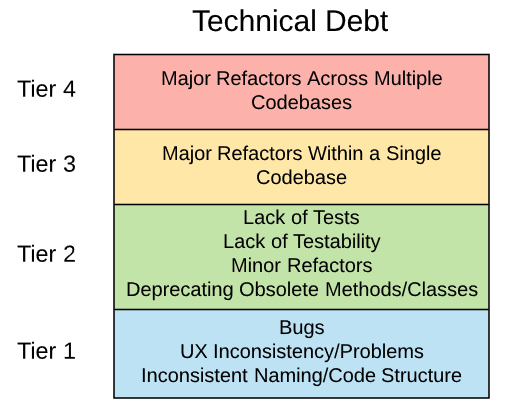 Technical Debt
Tier 4
Major Refactors Across Multiple
Codebases
Tier 3
Major Refactors Within a Single
Codebase
Tier 2
Lack of Tests
Lack of Testability
Minor Refactors
Deprecating Obsolete Methods/Classes
Tier 1
Bugs
UX Inconsistency/Problems
Inconsistent Naming/Code Structure